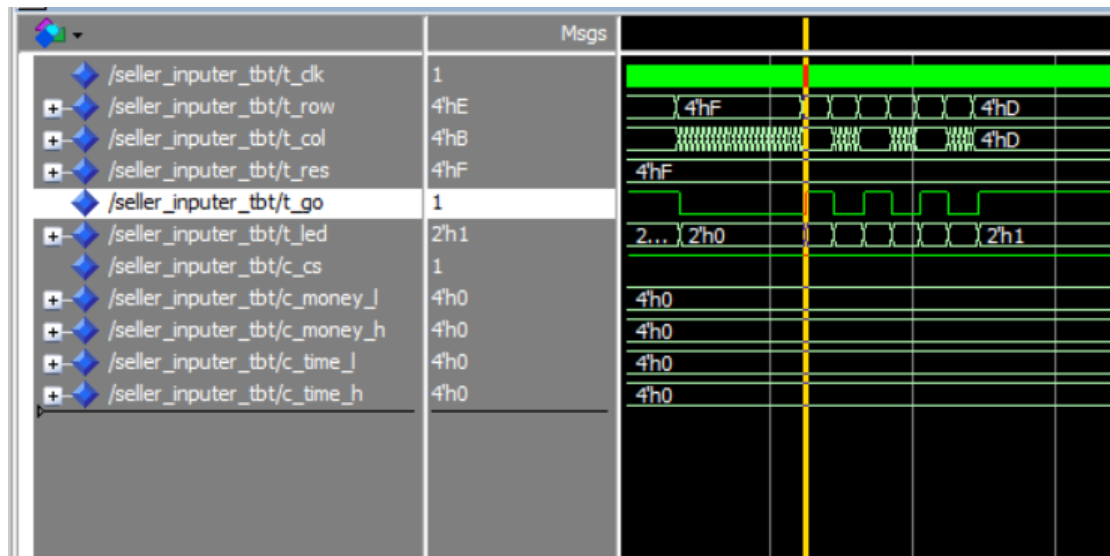 Msgs
/seller_inputer_tbt/t_clk 1
/seller_inputer_tbt/t_row 4'hE 4'hF 4'hD
/seller_inputer_tbt/t_col 4'hB 4'hD
/seller_inputer_tbt/t_res 4'hF 4'hF
/seller_inputer_tbt/t_go 1
/seller_inputer_tbt/t_led 2'h1 2... 2'h0 2'h1
/seller_inputer_tbt/c_cs 1
/seller_inputer_tbt/c_money_l 4'h0 4'h0
/seller_inputer_tbt/c_money_h 4'h0 4'h0
/seller_inputer_tbt/c_time_l 4'h0 4'h0
/seller_inputer_tbt/c_time_h 4'h0 4'h0